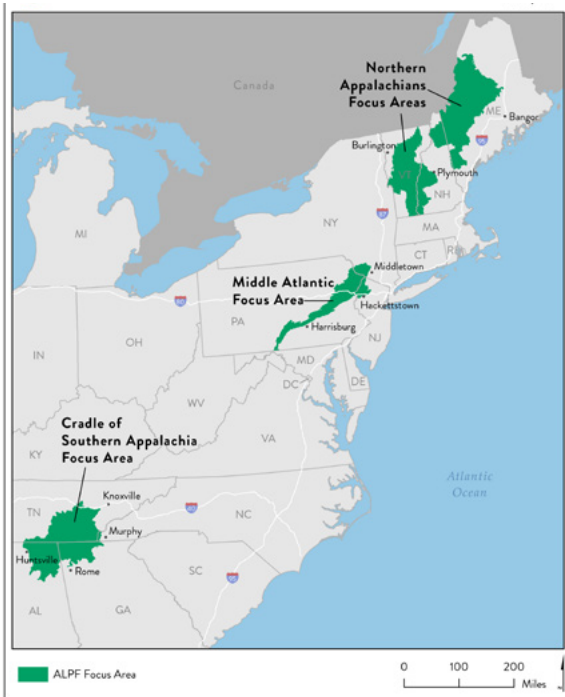 Canada
Northern
Appalachians
Focus Areas
ME
Bangor
Burlington
VT
Plymouth
NH
NY
MA
MI
CT
RI
Middletown
Middle Atlantic
Focus Area
Hackettstown
PA
Harrisburg
NJ
OH
IN
MD
DC
DE
WV
Cradle of
Southern Appalachia
Focus Area
VA
KY
Atlantic
Ocean
Knoxville
TN
NC
Murphy
Huntsville
Rome
SC
AL
GA
ALPF Focus Area
0 100 200
Miles